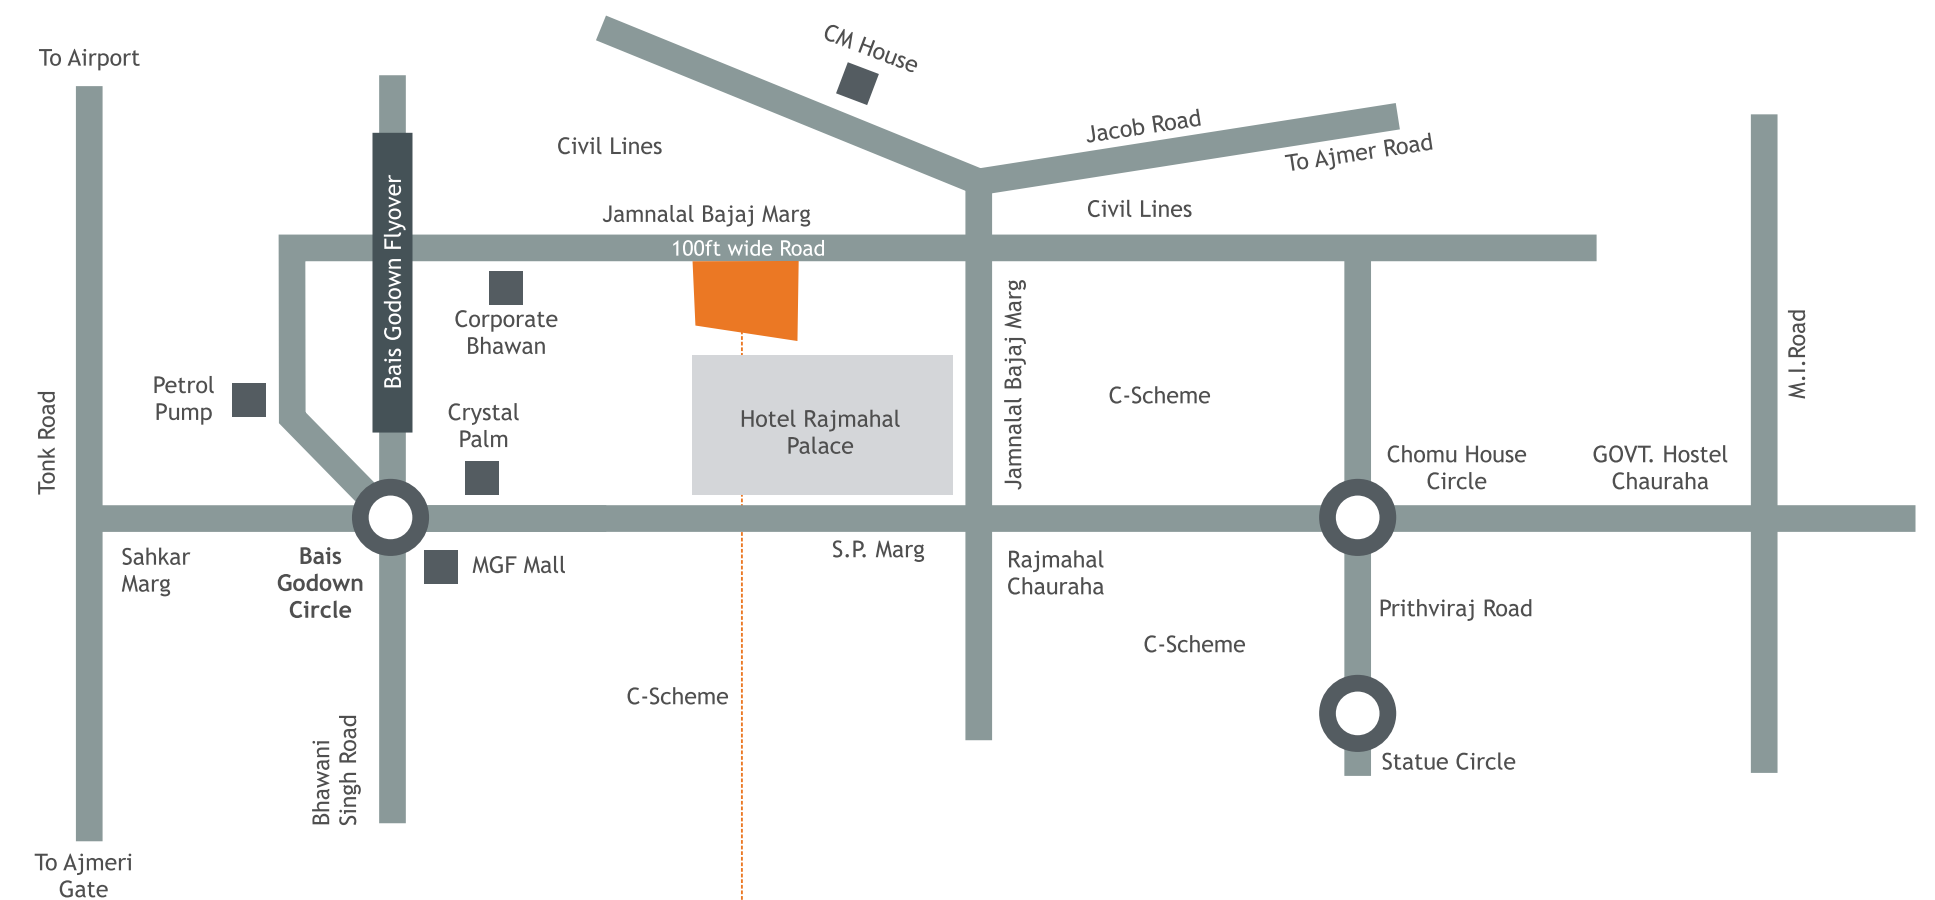 To Airport
CM House
Jacob Road
To Ajmer Road
Civil Lines
Civil Lines
Jamnalal Bajaj Marg
100ft wide Road
Bais Godown Flyover
Corporate
Bhawan
Petrol
Pump
Crystal
Palm
Hotel Rajmahal
Palace
Jamnalal Bajaj Marg
C-Scheme
M.I.Road
Tonk Road
Chomu House
Circle
GOVT. Hostel
Chauraha
Sahkar
Marg
Bais
Godown
Circle
MGF Mall
S.P. Marg
Rajmahal
Chauraha
Prithviraj Road
C-Scheme
C-Scheme
Bhawani
Singh Road
Statue Circle
To Ajmeri
Gate